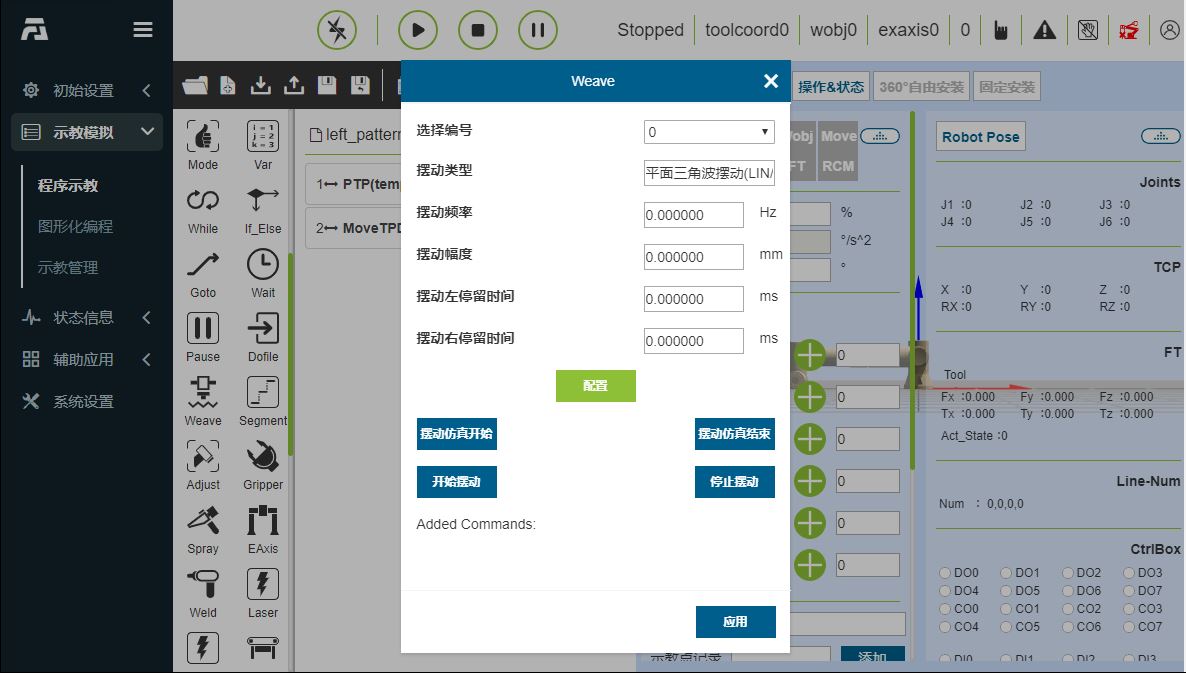 Stopped
toolcoord0
wobj0
exaxis0
0
初始设置
示教模拟
程序示教
图形化编程
示教管理
状态信息
辅助应用
系统设置
Mode
Var
While
If_Else
Goto
Wait
Pause
Dofile
Weave
Segment
Adjust
Gripper
Spray
EAxis
Weld
Laser
i = 1
j = 2
k = 3
left_pattern
1 PTP(temp
2 MoveTPD
Weave
选择编号
0
摆动类型
平面三角波摆动(LIN/
摆动频率
0.000000
Hz
摆动幅度
0.000000
mm
摆动左停留时间
0.000000
ms
摆动右停留时间
0.000000
ms
配置
摆动仿真开始
摆动仿真结束
开始摆动
停止摆动
Added Commands:
应用
操作&状态
360°自由安装
固定安装
obj
Move
FT
RCM
%
°/s^2
°
0
0
0
0
0
0
示教点记录
添加
Robot Pose
Joints
J1 :0 J2 :0 J3 :0
J4 :0 J5 :0 J6 :0
TCP
X :0 Y :0 Z :0
RX :0 RY :0 RZ :0
FT
Tool
Fx :0.000 Fy :0.000 Fz :0.000
Tx :0.000 Ty :0.000 Tz :0.000
Act_State :0
Line-Num
Num : 0,0,0,0
CtrlBox
DO0 DO1 DO2 DO3
DO4 DO5 DO6 DO7
CO0 CO1 CO2 CO3
CO4 CO5 CO6 CO7
DI0 DI1 DI2 DI3